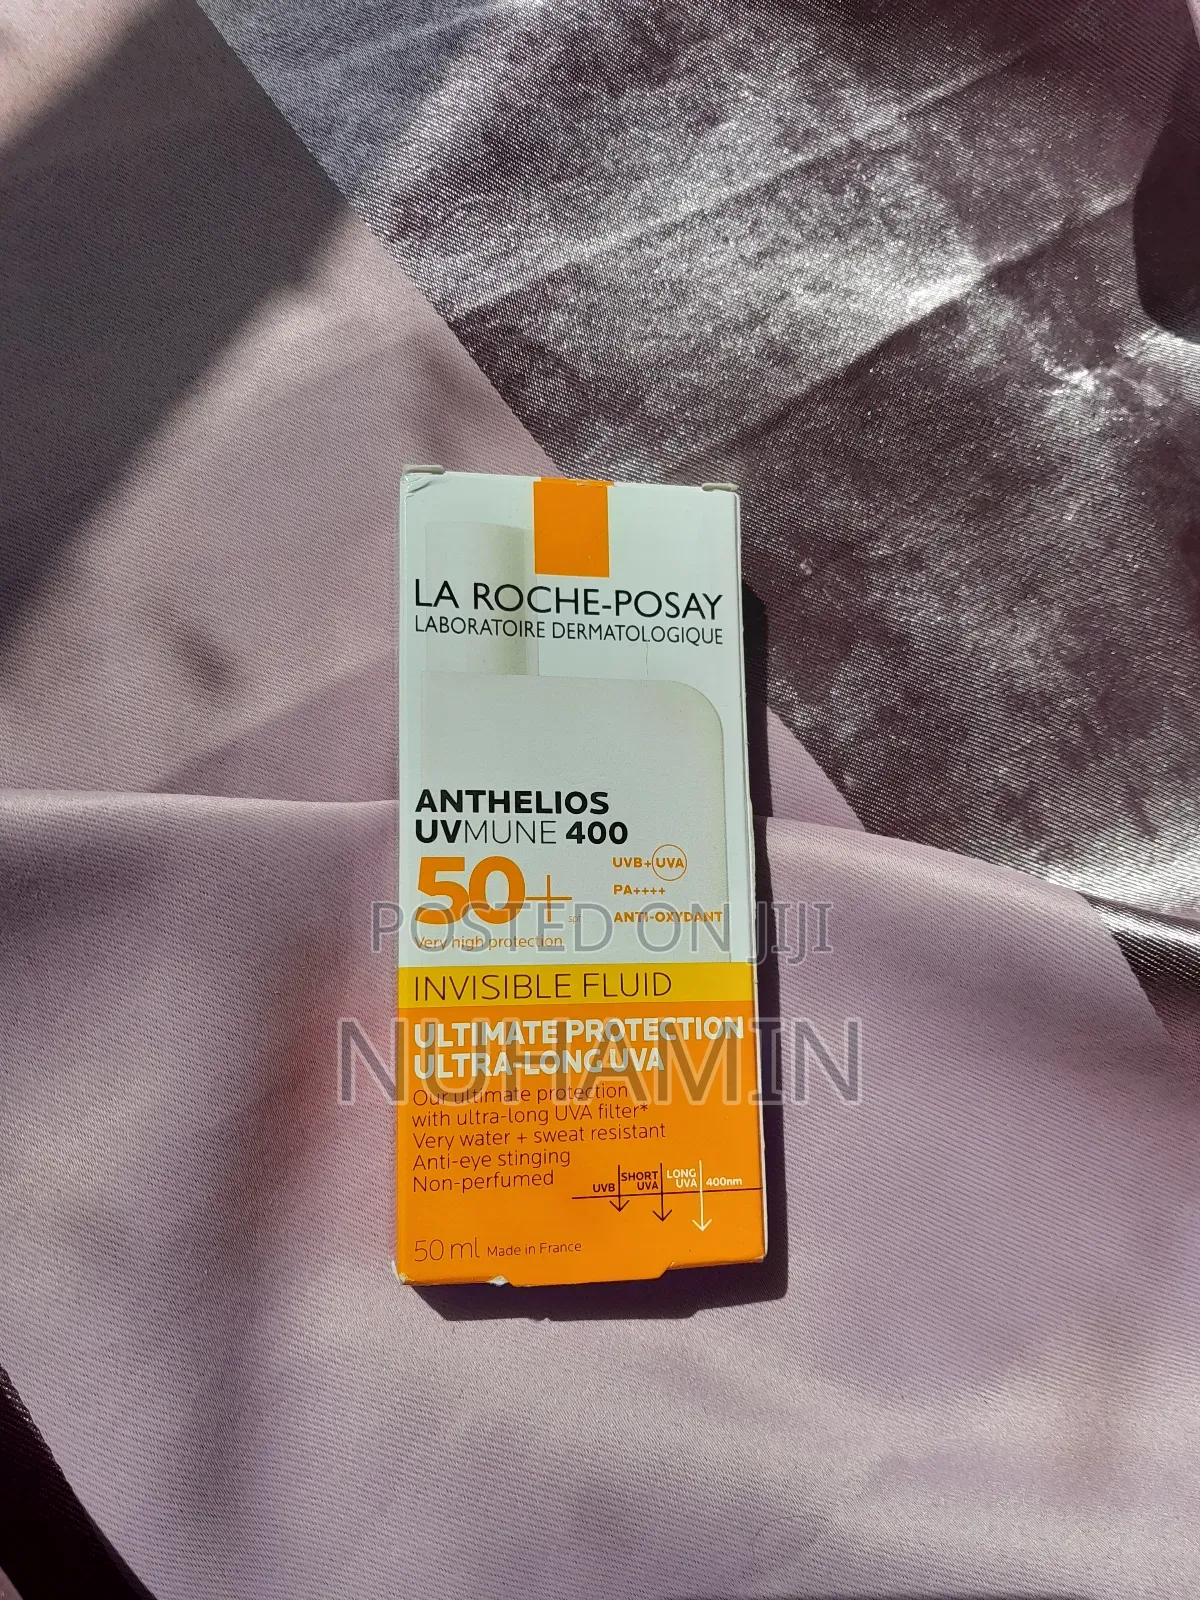 LA ROCHE-POSAY
LABORATOIRE DERMATOLOGIQUE
ANTHELIOS
UVMUNE 400
50+ spf
UVB+UVA
PA++++
ANTI-OXYDANT
Very high protection
POSTED ON JIJI
INVISIBLE FLUID
ULTIMATE PROTECTION
ULTRA-LONG UVA
NUHAMIN
Our ultimate protection
with ultra-long UVA filter*
Very water + sweat resistant
Anti-eye stinging
Non-perfumed
UVB SHORT UVA LONG UVA 400nm
50 ml Made in France